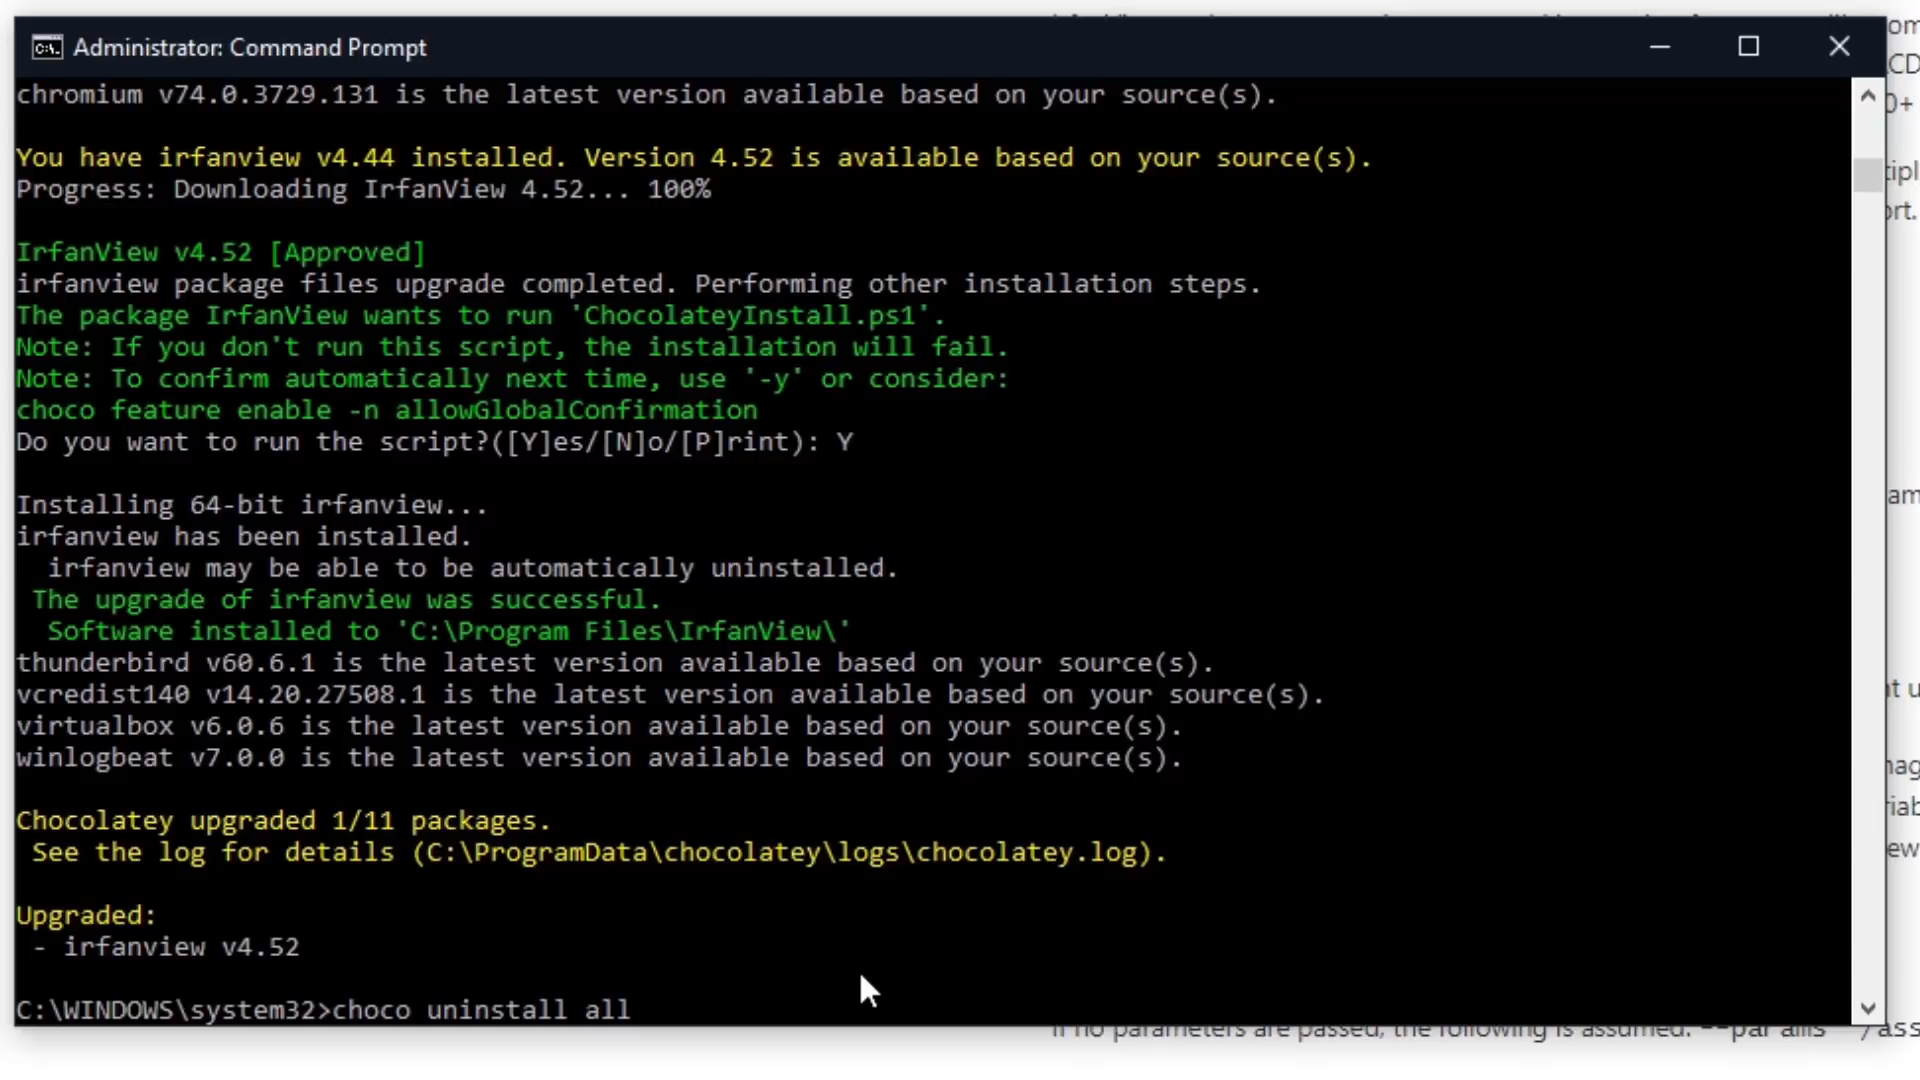 Administrator: Command Prompt
chromium v74.0.3729.131 is the latest version available based on your source(s).
You have irfanview v4.44 installed. Version 4.52 is available based on your source(s).
Progress: Downloading IrfanView 4.52... 100%
IrfanView v4.52 [Approved]
irfanview package files upgrade completed. Performing other installation steps.
The package IrfanView wants to run 'ChocolateyInstall.ps1'.
Note: If you don't run this script, the installation will fail.
Note: To confirm automatically next time, use '-y' or consider:
choco feature enable -n allowGlobalConfirmation
Do you want to run the script?([Y]es/[N]o/[P]rint): Y
Installing 64-bit irfanview...
irfanview has been installed.
irfanview may be able to be automatically uninstalled.
The upgrade of irfanview was successful.
Software installed to 'C:\Program Files\IrfanView\'
thunderbird v60.6.1 is the latest version available based on your source(s).
vcredist140 v14.20.27508.1 is the latest version available based on your source(s).
virtualbox v6.0.6 is the latest version available based on your source(s).
winlogbeat v7.0.0 is the latest version available based on your source(s).
Chocolatey upgraded 1/11 packages.
See the log for details (C:\ProgramData\chocolatey\logs\chocolatey.log).
Upgraded:
- irfanview v4.52
C:\WINDOWS\system32>choco uninstall all
If no parameters are passed, the following is assumed: